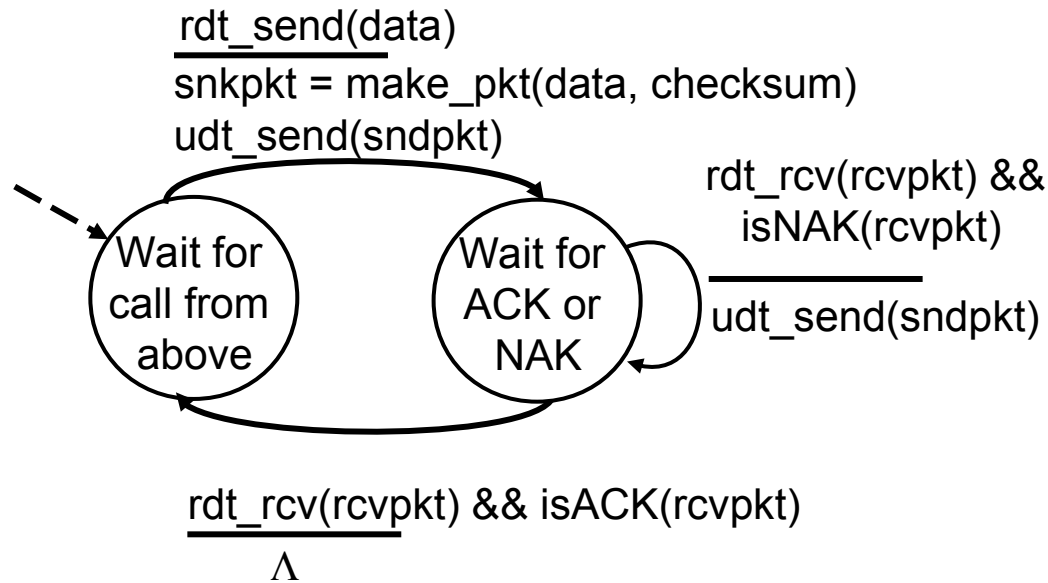 rdt_send(data)
snkpkt = make_pkt(data, checksum)
udt_send(sndpkt)
rdt_rcv(rcvpkt) &&
isNAK(rcvpkt)
udt_send(sndpkt)
Wait for
call from
above
Wait for
ACK or
NAK
rdt_rcv(rcvpkt) && isACK(rcvpkt)
Λ